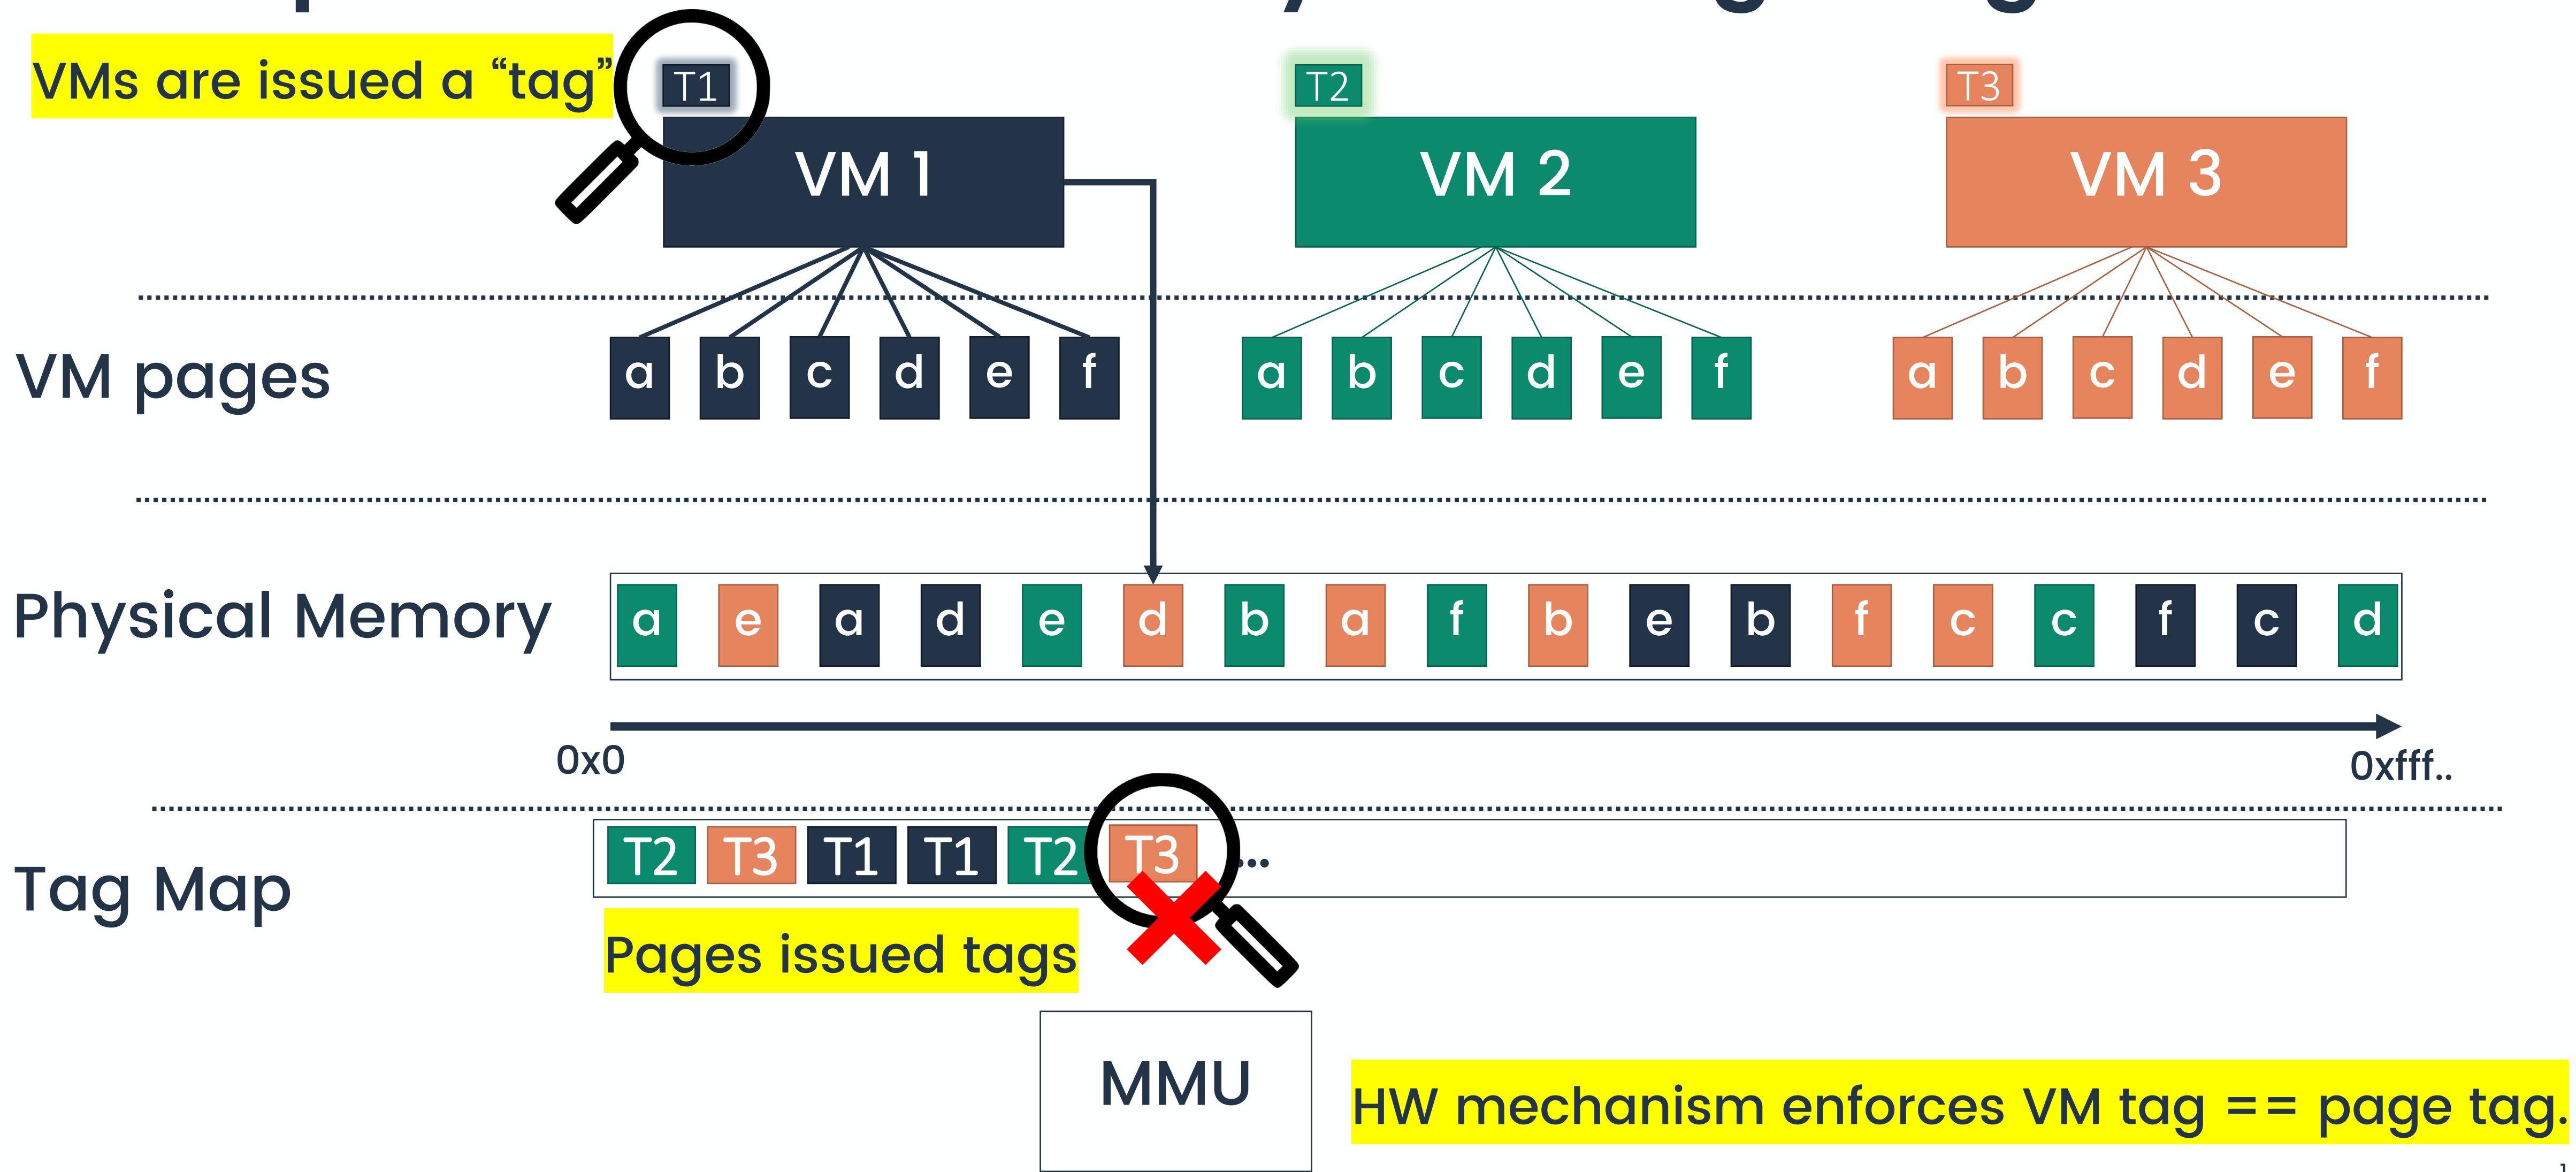 VMs are issued a “tag”
T1
T2
T3
VM 1
VM 2
VM 3
VM pages
a b c d e f
a b c d e f
a b c d e f
Physical Memory
a e a d e d b a f b e b f c c f c d
0x0
0xfff..
Tag Map
T2 T3 T1 T1 T2 T3 ...
Pages issued tags
MMU
HW mechanism enforces VM tag == page tag.